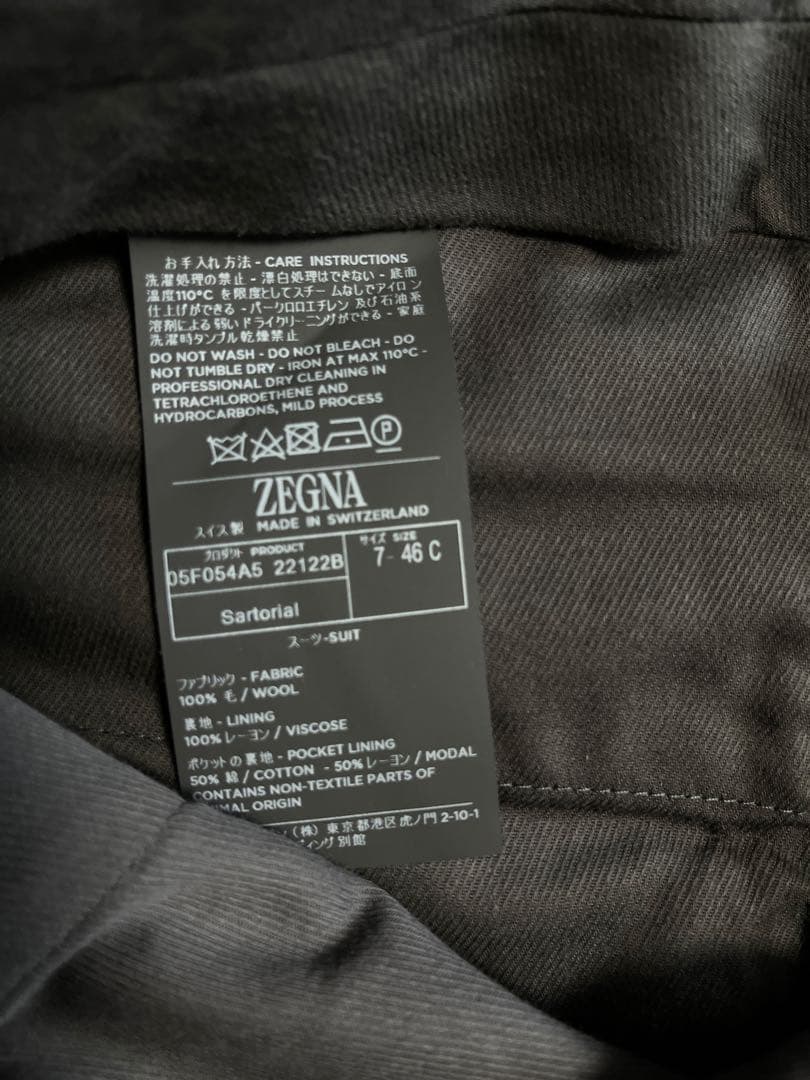 お手入れ方法 - CARE INSTRUCTIONS
洗濯処理の禁止 - 漂白処理はできない - 底面
温度110°C を限度としてスチームなしでアイロン
仕上げができる - パークロロエチレン 及び石油系
溶剤による弱いドライクリーニングができる - 家庭
洗濯時タンブル乾燥禁止
DO NOT WASH - DO NOT BLEACH - DO
NOT TUMBLE DRY - IRON AT MAX 110°C -
PROFESSIONAL DRY CLEANING IN
TETRACHLOROETHENE AND
HYDROCARBONS, MILD PROCESS
P
ZEGNA
スイス製 MADE IN SWITZERLAND
プロダクト PRODUCT
サイズ SIZE
05F054A5 22122B
7- 46 C
Sartorial
スーツ-SUIT
ファブリック - FABRIC
100% 毛 / WOOL
裏地 - LINING
100% レーヨン / VISCOSE
ポケットの裏地 - POCKET LINING
50% 綿 / COTTON - 50% レーヨン / MODAL
CONTAINS NON-TEXTILE PARTS OF
ORIGIN
(株) 東京都港区虎ノ門 2-10-1
別館